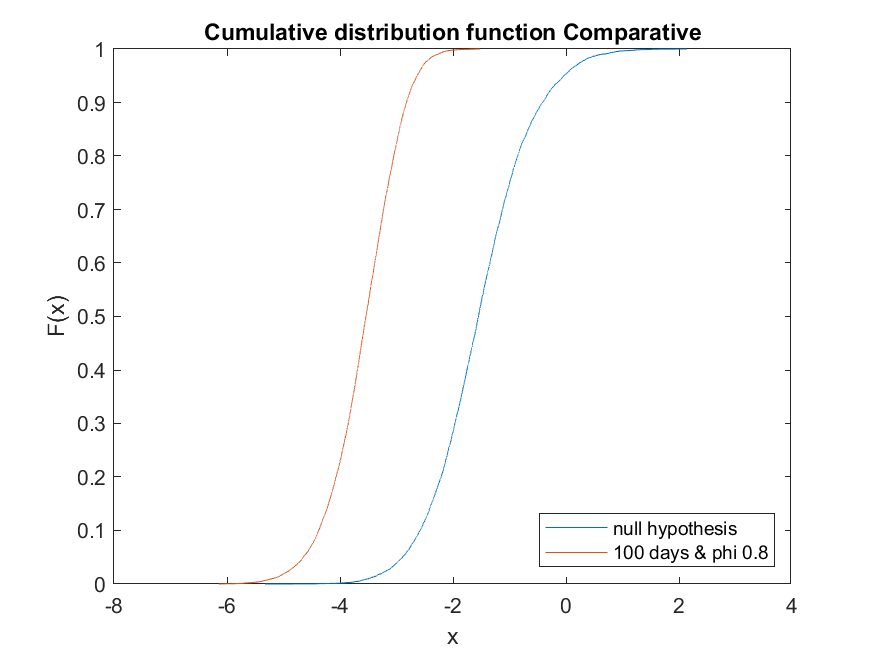 Cumulative distribution function Comparative
1
0.9
0.8
0.7
0.6
0.5
0.4
0.3
0.2
0.1
0
F(x)
null hypothesis
100 days & phi 0.8
-8 -6 -4 -2 0 2 4
x